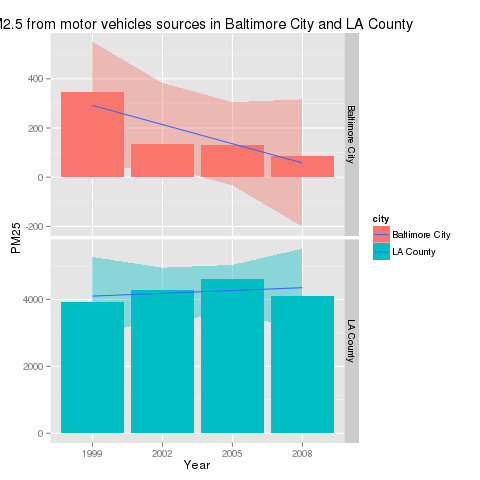 M2.5 from motor vehicles sources in Baltimore City and LA County
400
200
0
-200
Baltimore City
PM25
4000
2000
0
LA County
1999
2002
2005
2008
Year
city
Baltimore City
LA County